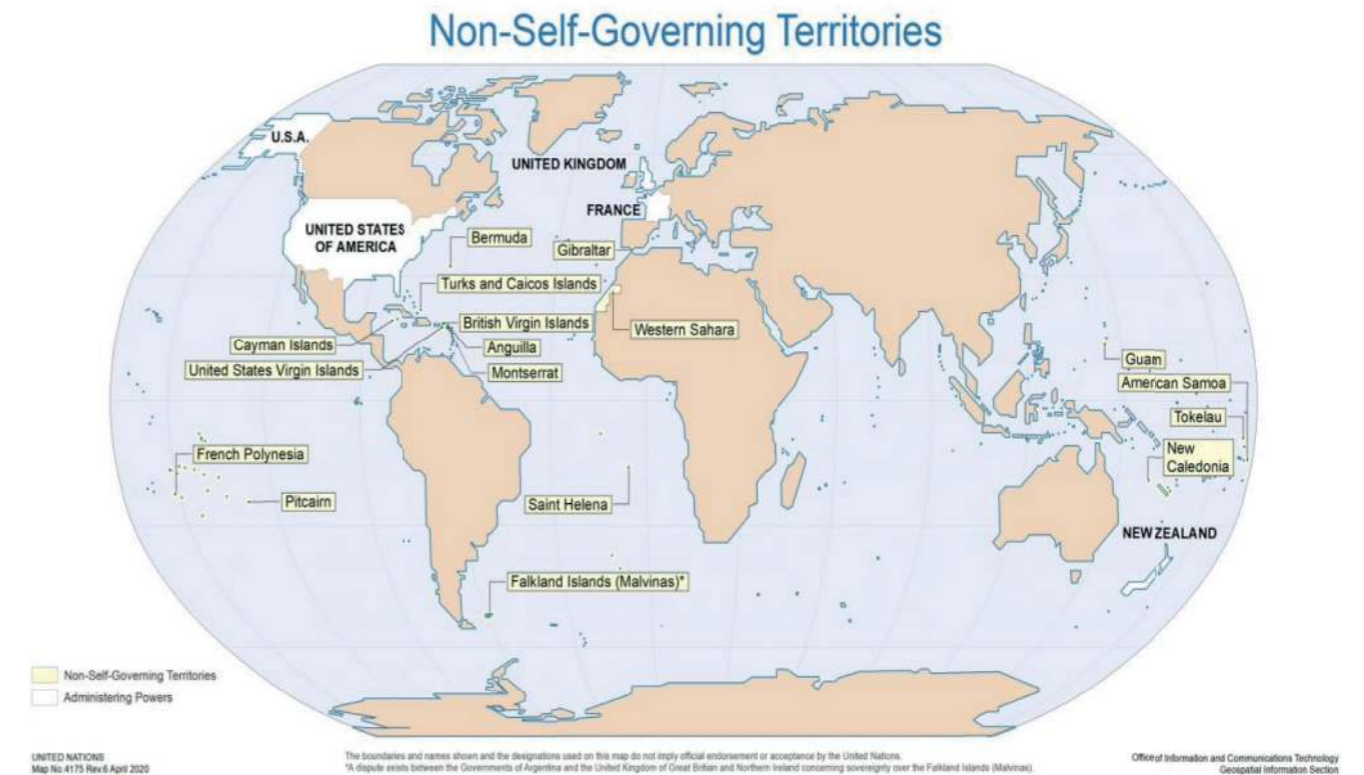 Non-Self-Governing Territories
U.S.A.
UNITED KINGDOM
FRANCE
UNITED STATES
OF AMERICA
Bermuda
Gibraltar
Turks and Caicos Islands
British Virgin Islands
Western Sahara
Cayman Islands
Anguilla
United States Virgin Islands
Montserrat
Guam
American Samoa
Tokelau
New
Caledonia
French Polynesia
Pitcairn
Saint Helena
NEW ZEALAND
Falkland Islands (Malvinas)*
Non-Self-Governing Territories
Administering Powers
UNITED NATIONS
Map No.4175 Rev.6 April 2020
The boundaries and names shown and the designations used on this map do not imply official endorsement or acceptance by the United Nations.
*A dispute exists between the Governments of Argentina and the United Kingdom of Great Britian and Northern Ireland concerning sovereignty over the Falkland Islands (Malvinas).
Office of Information and Communications Technology
Geospatial Information Section